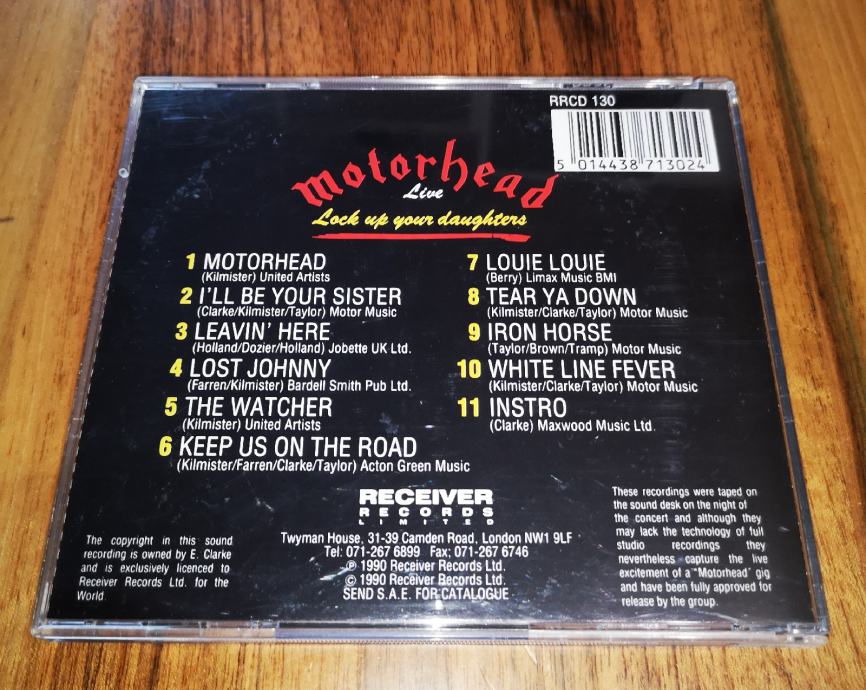 RRCD 130
5 014438 713024
motorhead
Live
Lock up your daughters
1 MOTORHEAD
(Kilmister) United Artists
2 I'LL BE YOUR SISTER
(Clarke/Kilmister/Taylor) Motor Music
3 LEAVIN' HERE
(Holland/Dozier/Holland) Jobette UK Ltd.
4 LOST JOHNNY
(Farren/Kilmister) Bardell Smith Pub Ltd.
5 THE WATCHER
(Kilmister) United Artists
6 KEEP US ON THE ROAD
(Kilmister/Farren/Clarke/Taylor) Acton Green Music
7 LOUIE LOUIE
(Berry) Limax Music BMI
8 TEAR YA DOWN
(Kilmister/Clarke/Taylor) Motor Music
9 IRON HORSE
(Taylor/Brown/Tramp) Motor Music
10 WHITE LINE FEVER
(Kilmister/Clarke/Taylor) Motor Music
11 INSTRO
(Clarke) Maxwood Music Ltd.
The copyright in this sound
recording is owned by E. Clarke
and is exclusively licenced to
Receiver Records Ltd. for the
World.
RECEIVER
RECORDS
LIMITED
Twyman House, 31-39 Camden Road, London NW1 9LF
Tel: 071-267 6899 Fax: 071-267 6746
℗ 1990 Receiver Records Ltd.
© 1990 Receiver Records Ltd.
SEND S.A.E. FOR CATALOGUE
These recordings were taped on
the sound desk on the night of
the concert and although they
may lack the technology of full
studio recordings they
nevertheless capture the live
excitement of a "Motorhead' gig
and have been fully approved for
release by the group.